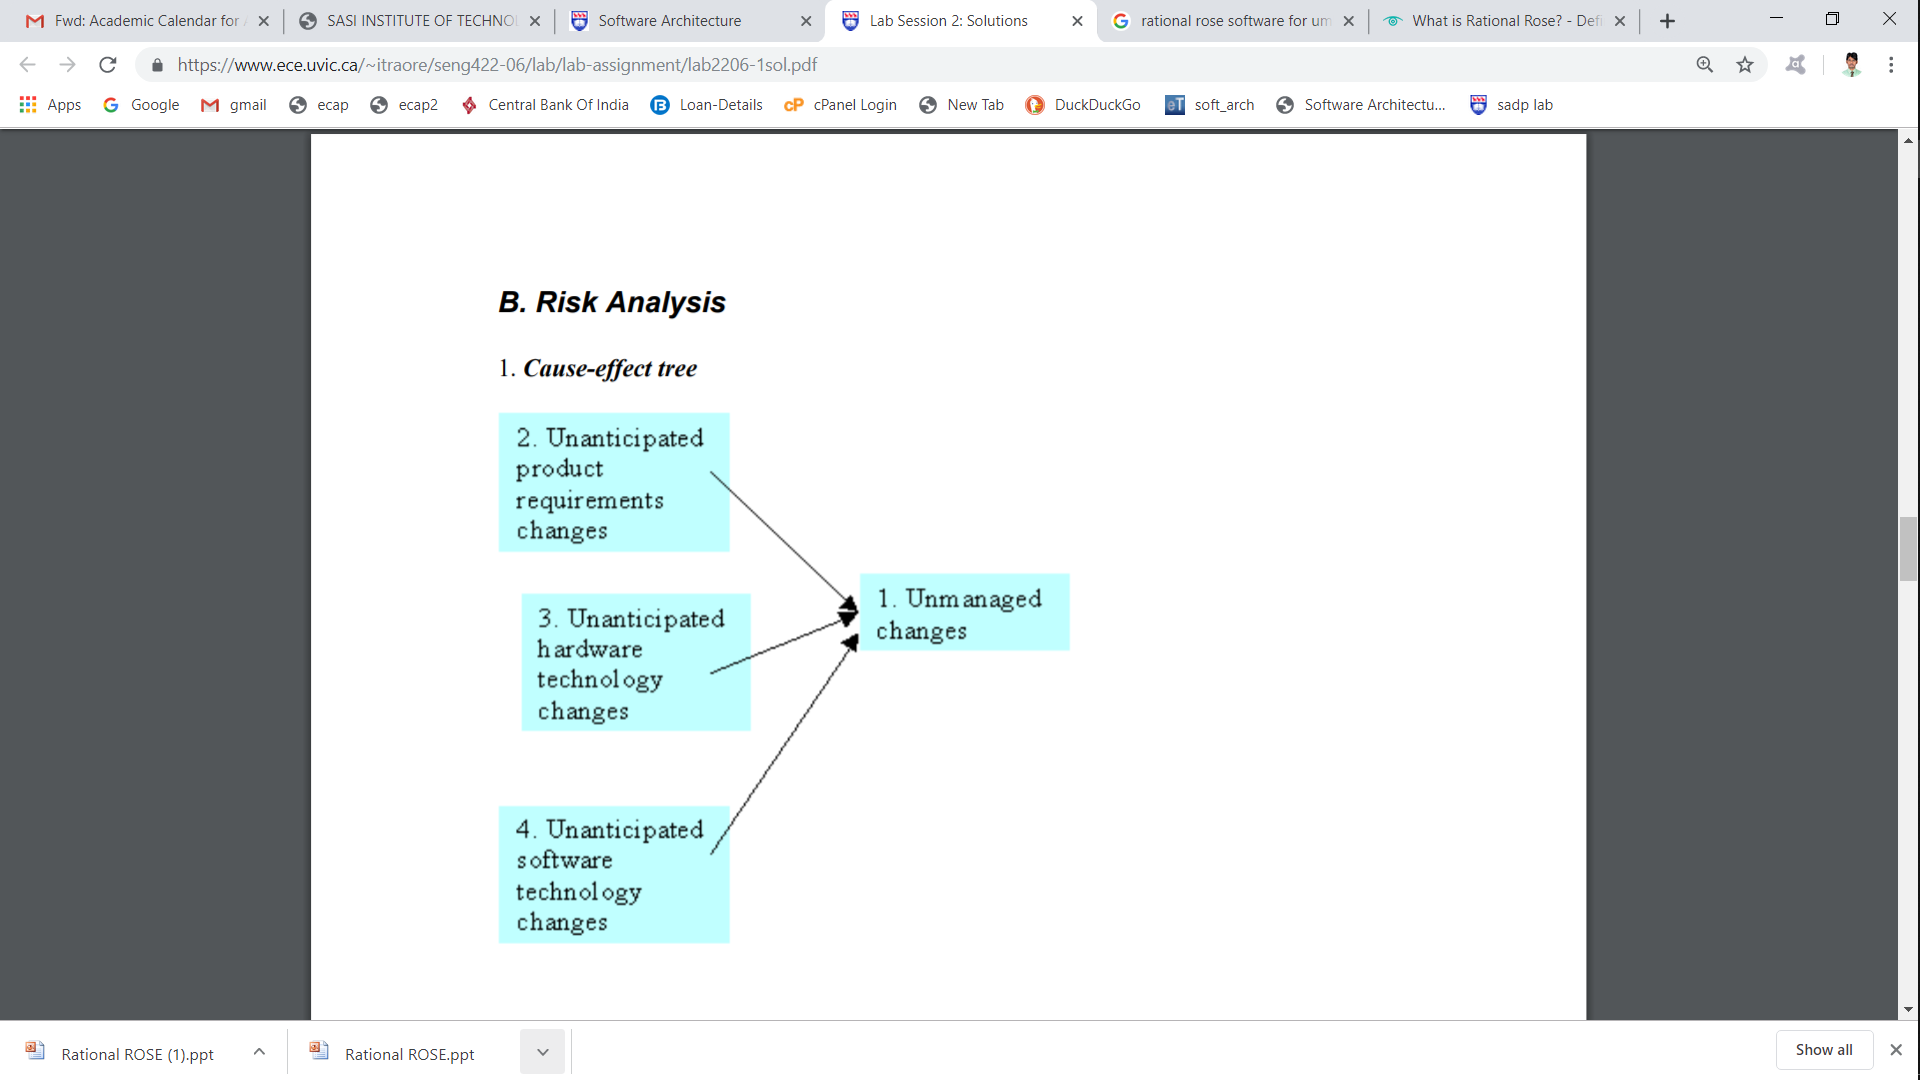 Fwd: Academic Calendar for
SASI INSTITUTE OF TECHNOL
Software Architecture
Lab Session 2: Solutions
rational rose software for um
What is Rational Rose? - Defi
https://www.ece.uvic.ca/~itraore/seng422-06/lab/lab-assignment/lab2206-1sol.pdf
Apps
Google
gmail
ecap
ecap2
Central Bank Of India
Loan-Details
cPanel Login
New Tab
DuckDuckGo
soft_arch
Software Architectu...
sadp lab
B. Risk Analysis
1. Cause-effect tree
2. Unanticipated
product
requirements
changes
3. Unanticipated
hardware
technology
changes
1. Unmanaged
changes
4. Unanticipated
software
technology
changes
Rational ROSE (1).ppt
Rational ROSE.ppt
Show all